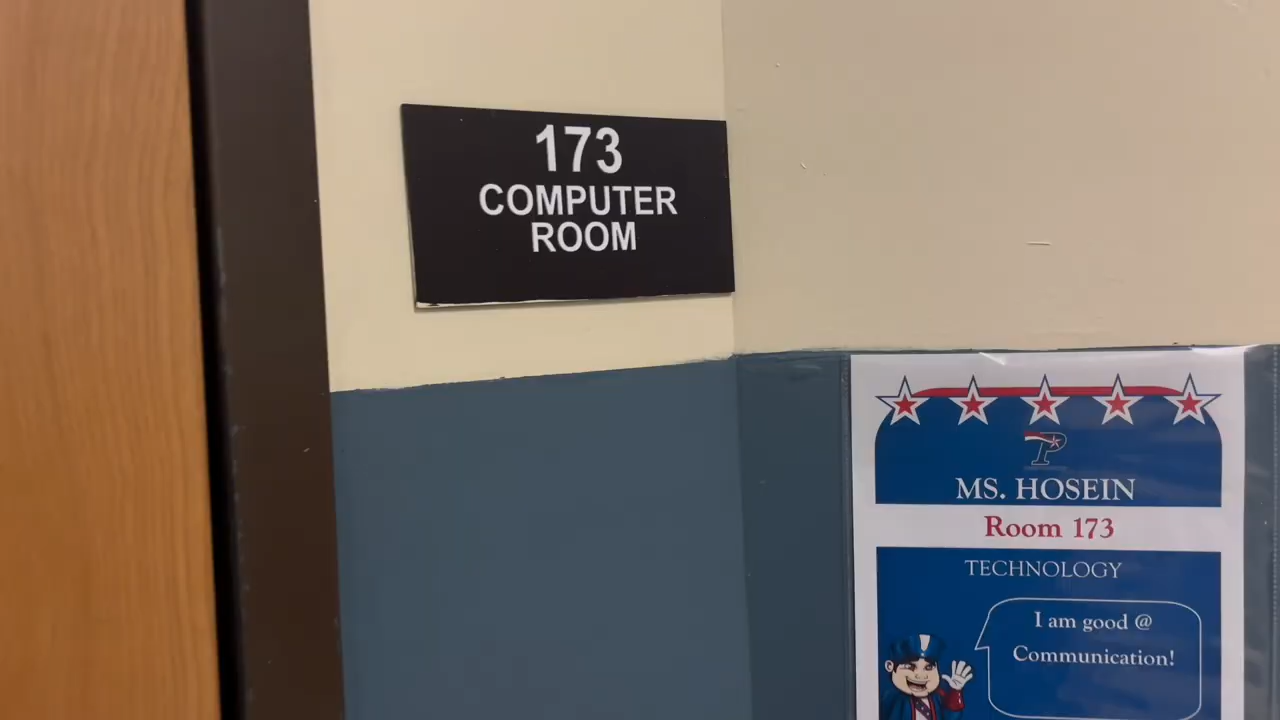 173
COMPUTER
ROOM
P
MS. HOSEIN
Room 173
TECHNOLOGY
I am good @
Communication!